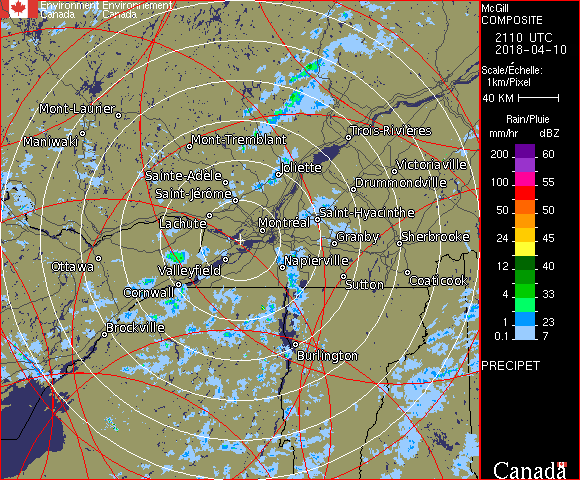 Environment Environnement
Canada Canada
McGill
COMPOSITE
2110 UTC
2018-04-10
Scale/Échelle:
1km/Pixel
40 KM
Rain/Pluie
mm/hr dBZ
200 60
100 55
50 50
24 45
12 40
4 33
1 23
0.1 7
PRECIPET
Canada
Mont-Laurier
Maniwaki
Mont-Tremblant
Trois-Rivières
Joliette
Victoriaville
Sainte-Adèle
Drummondville
Saint-Jérôme
Lachute
Saint-Hyacinthe
Montréal
Granby
Sherbrooke
Ottawa
Napierville
Valleyfield
Coaticook
Sutton
Cornwall
Brockville
Burlington